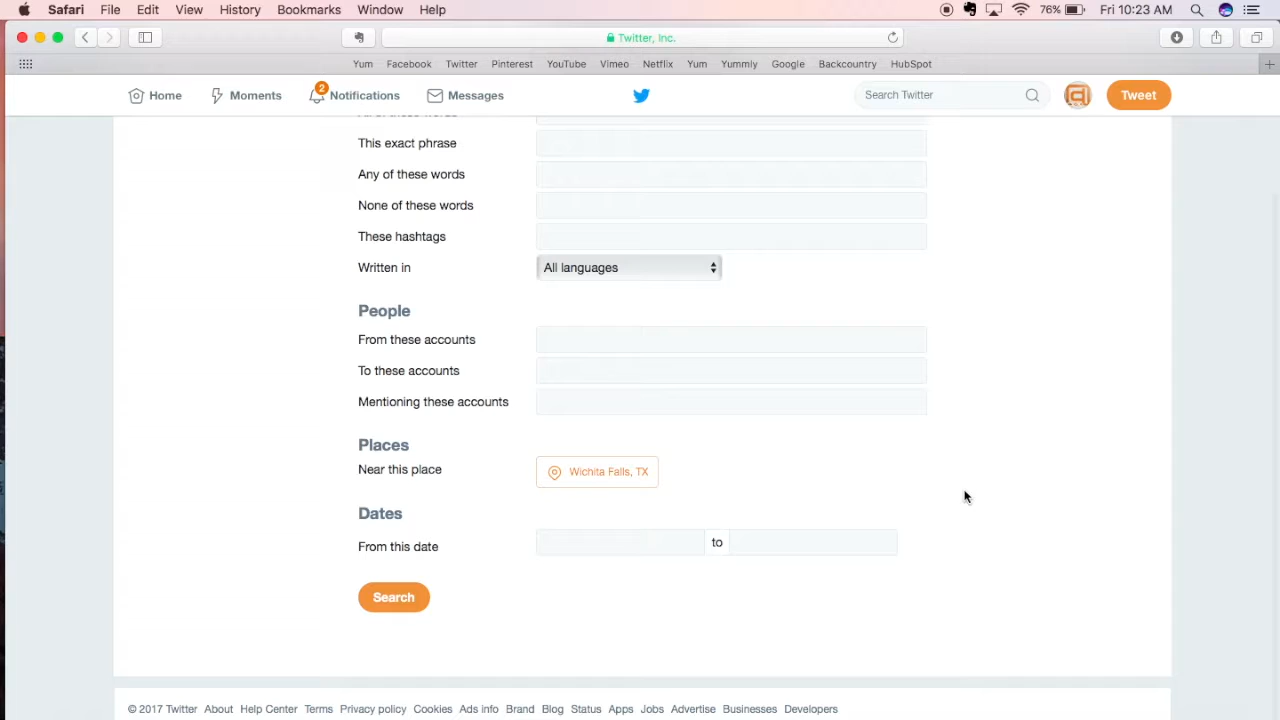 Safari File Edit View History Bookmarks Window Help 76% Fri 10:23 AM
Twitter, Inc.
Yum Facebook Twitter Pinterest YouTube Vimeo Netflix Yum Yummly Google Backcountry HubSpot
Home Moments 2 Notifications Messages Search Twitter Tweet
This exact phrase
Any of these words
None of these words
These hashtags
Written in All languages
People
From these accounts
To these accounts
Mentioning these accounts
Places
Near this place Wichita Falls, TX
Dates
From this date to
Search
© 2017 Twitter About Help Center Terms Privacy policy Cookies Ads info Brand Blog Status Apps Jobs Advertise Businesses Developers